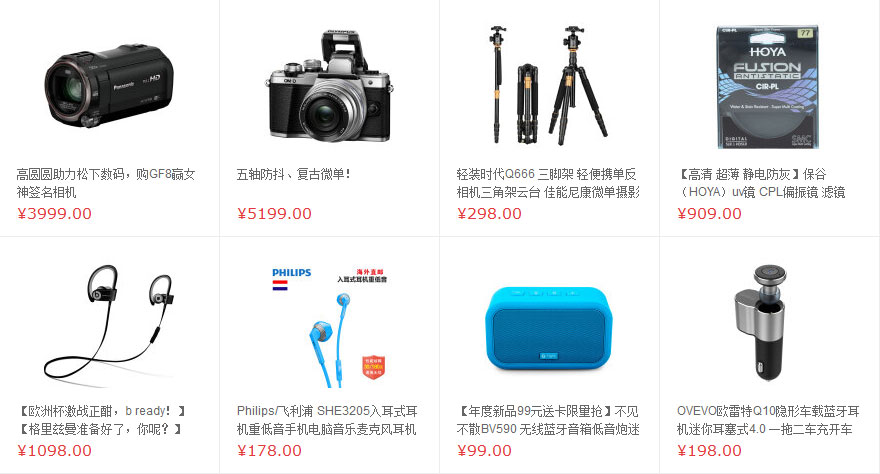 Panasonic
HD
OLYMPUS
OM-D
CIR-PL
77
HOYA
FUSION
ANTISTATIC
CIR-PL
Water & Stain Resistant · Super Multi Coating
DIGITAL
SMC
高圆圆助力松下数码，购GF8赢女
神签名相机
¥3999.00
五轴防抖、复古微单！
¥5199.00
轻装时代Q666 三脚架 轻便携单反
相机三角架云台 佳能尼康微单摄影
¥298.00
【高清 超薄 静电防灰】保谷
（HOYA）uv镜 CPL偏振镜 滤镜
¥909.00
PHILIPS
海外直邮
入耳式耳机重低音
【欧洲杯激战正酣，b ready！】
【格里兹曼准备好了，你呢？】
¥1098.00
Philips/飞利浦 SHE3205入耳式耳
机重低音手机电脑音乐麦克风耳机
¥178.00
【年度新品99元送卡限量抢】不见
不散BV590 无线蓝牙音箱低音炮迷
¥99.00
OVEVO欧雷特Q10隐形车载蓝牙耳
机迷你耳塞式4.0 一拖二车充开车
¥198.00